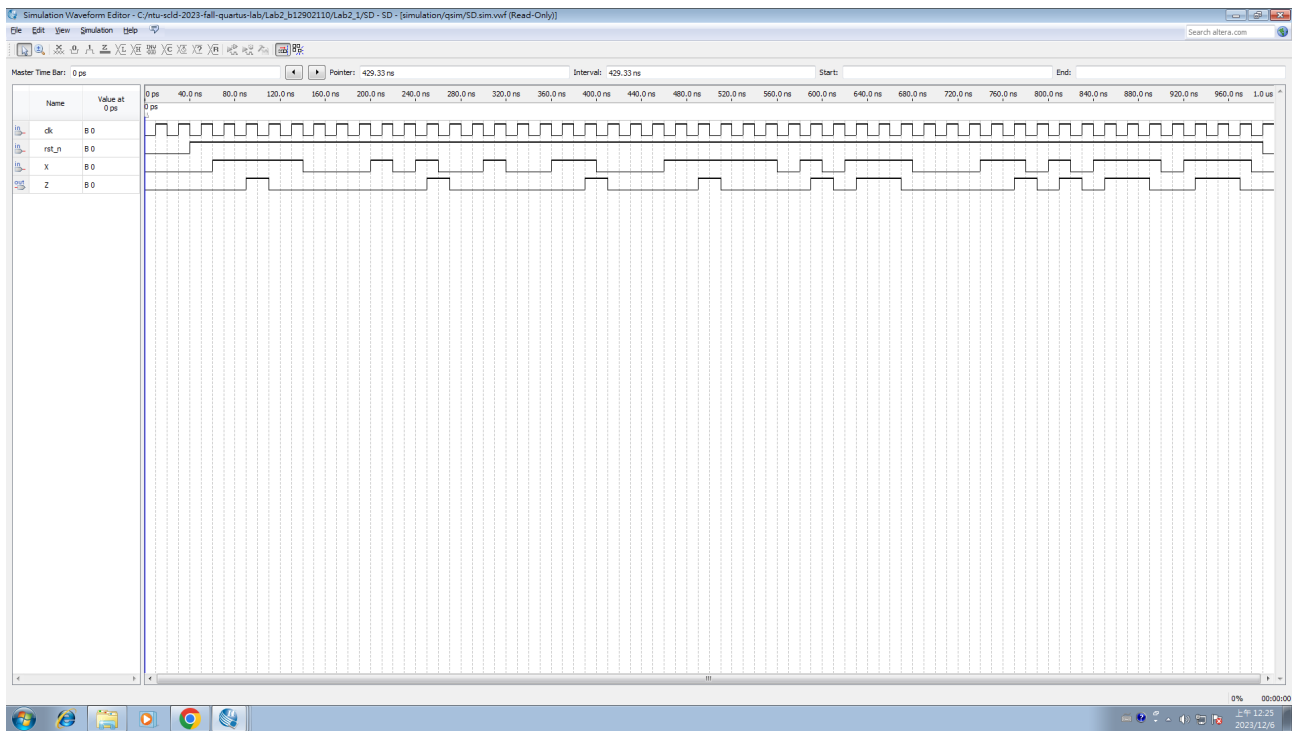 Simulation Waveform Editor - C:/ntu-scld-2023-fall-quartus-lab/Lab2_b12902110/Lab2_1/SD - SD - [simulation/qsim/SD.sim.vwf (Read-Only)]
File Edit View Simulation Help
Search altera.com
Master Time Bar: 0 ps Pointer: 429.33 ns Interval: 429.33 ns Start: End:
Name Value at 0 ps
0 ps 40.0 ns 80.0 ns 120.0 ns 160.0 ns 200.0 ns 240.0 ns 280.0 ns 320.0 ns 360.0 ns 400.0 ns 440.0 ns 480.0 ns 520.0 ns 560.0 ns 600.0 ns 640.0 ns 680.0 ns 720.0 ns 760.0 ns 800.0 ns 840.0 ns 880.0 ns 920.0 ns 960.0 ns 1.0 us
0 ps
in clk B 0
in rst_n B 0
in X B 0
out Z B 0
0% 00:00:00
上午 12:25
2023/12/6